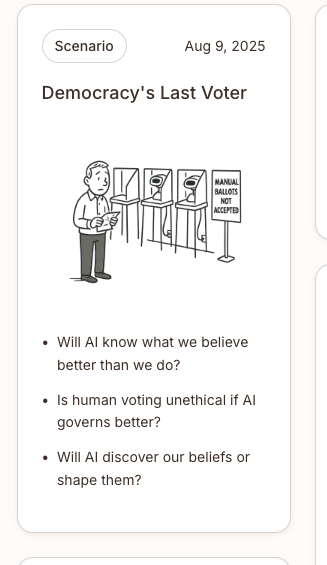 Scenario
Aug 9, 2025
Democracy's Last Voter
MANUAL
BALLOTS
NOT
ACCEPTED
• Will AI know what we believe
better than we do?
• Is human voting unethical if AI
governs better?
• Will AI discover our beliefs or
shape them?